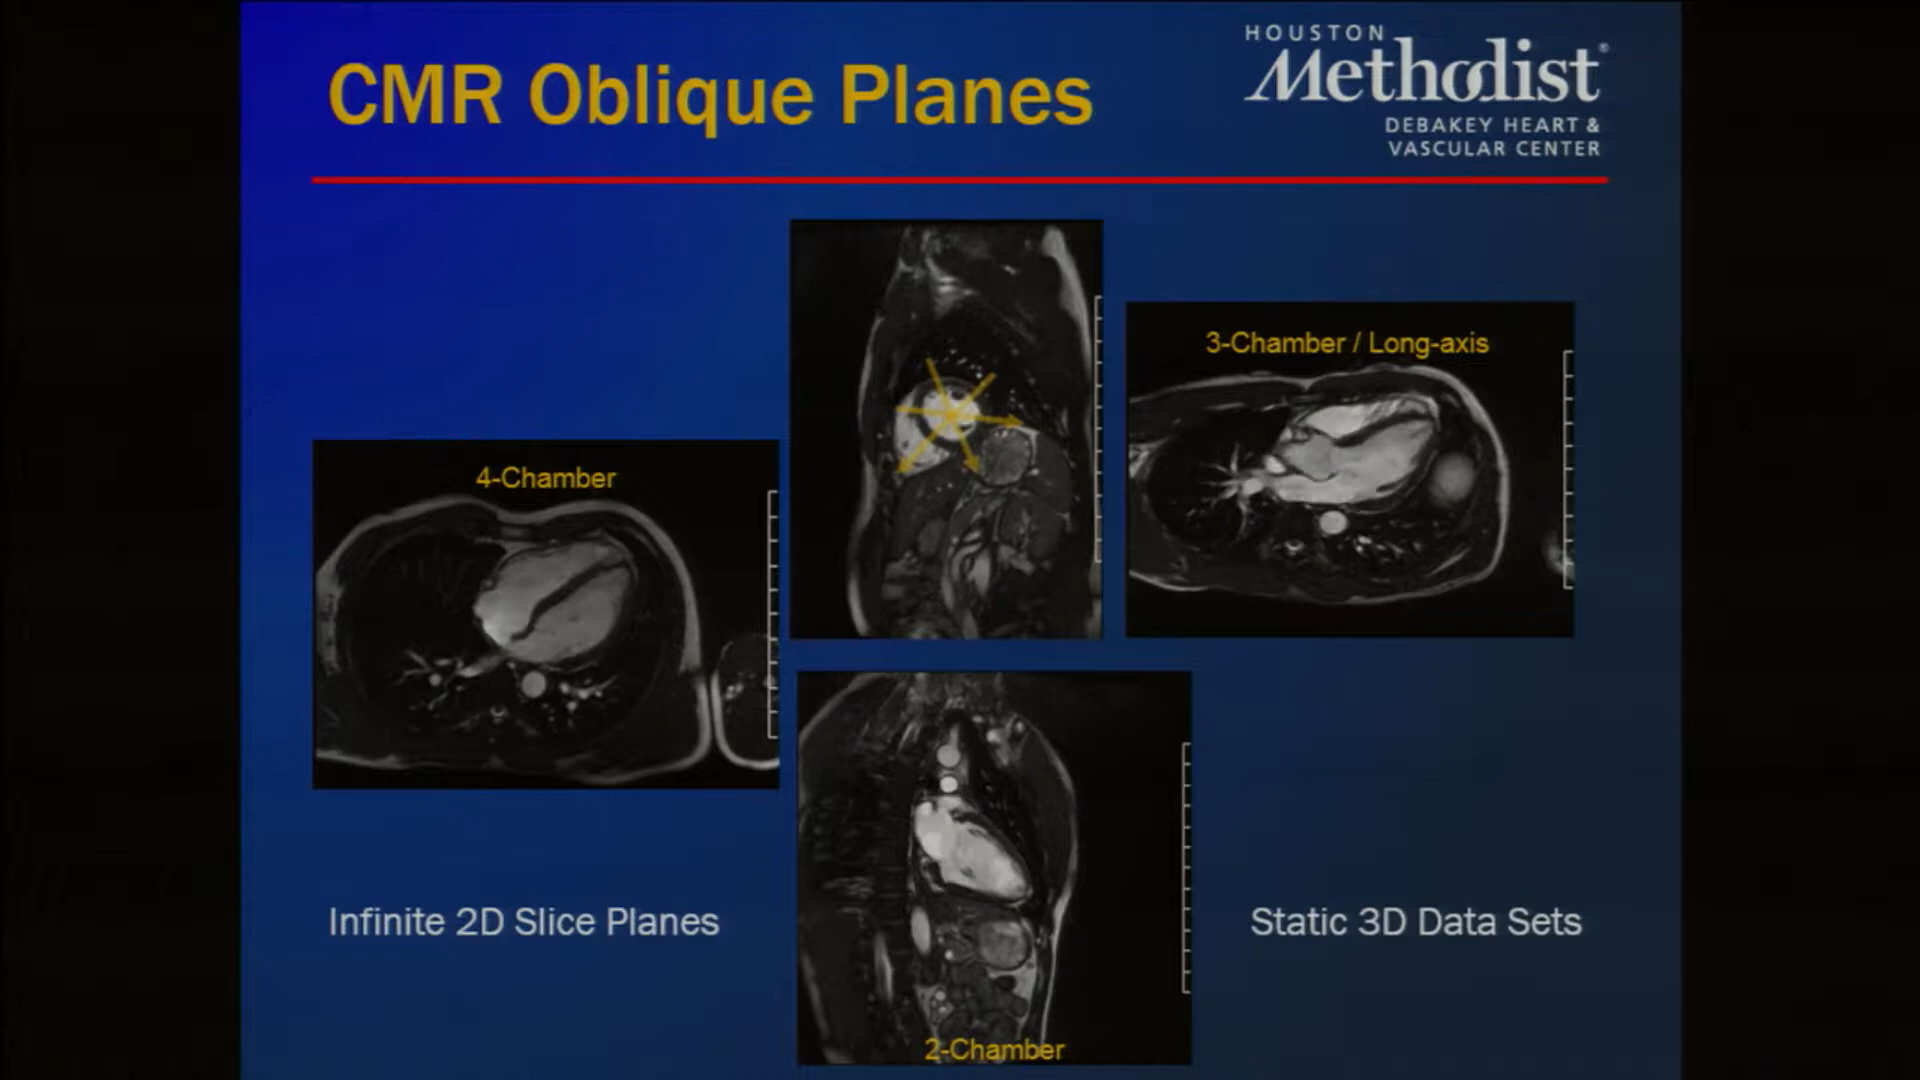 CMR Oblique Planes
HOUSTON
Methodist®
DEBAKEY HEART &
VASCULAR CENTER
3-Chamber / Long-axis
4-Chamber
Infinite 2D Slice Planes
Static 3D Data Sets
2-Chamber